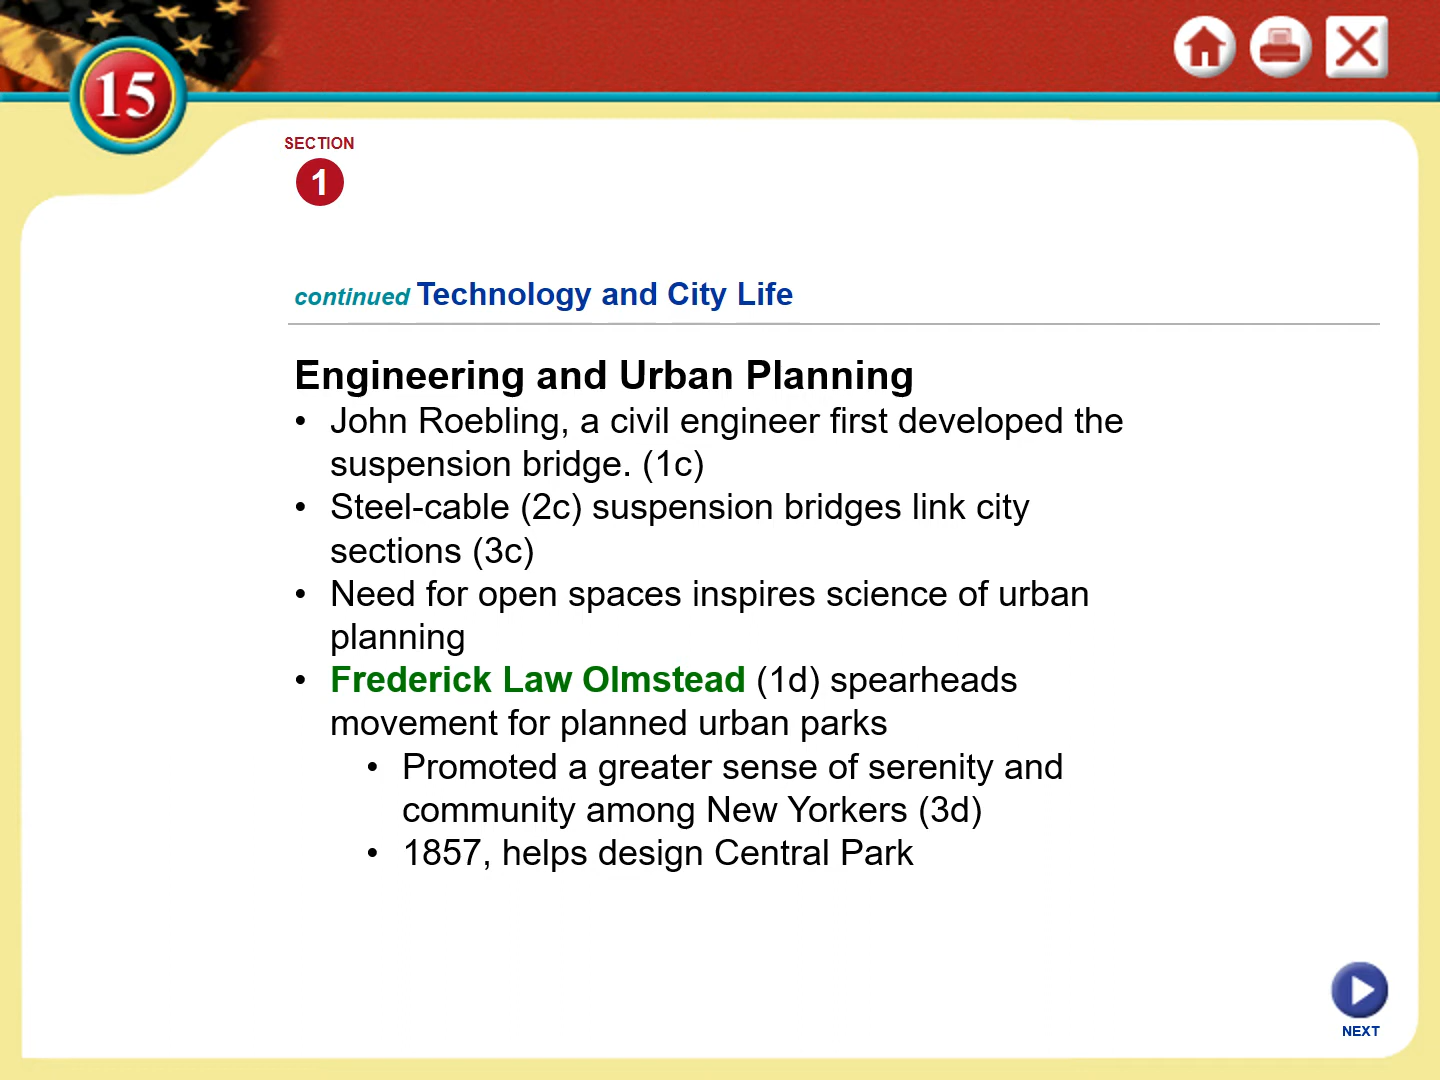 15
SECTION
1
continued Technology and City Life
Engineering and Urban Planning
• John Roebling, a civil engineer first developed the
suspension bridge. (1c)
• Steel-cable (2c) suspension bridges link city
sections (3c)
• Need for open spaces inspires science of urban
planning
• Frederick Law Olmstead (1d) spearheads
movement for planned urban parks
• Promoted a greater sense of serenity and
community among New Yorkers (3d)
• 1857, helps design Central Park
NEXT